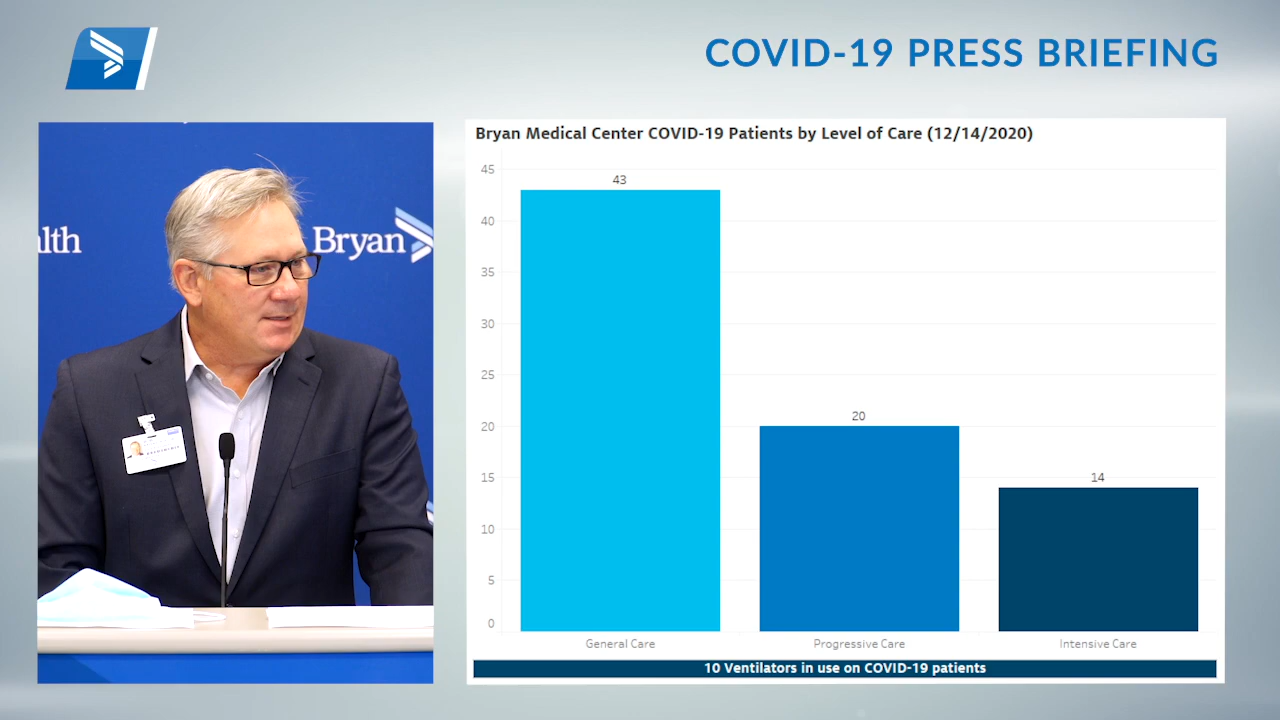 COVID-19 PRESS BRIEFING
alth
Bryan
Bryan Medical Center COVID-19 Patients by Level of Care (12/14/2020)
45
40
35
30
25
20
15
10
5
0
43
20
14
General Care
Progressive Care
Intensive Care
10 Ventilators in use on COVID-19 patients